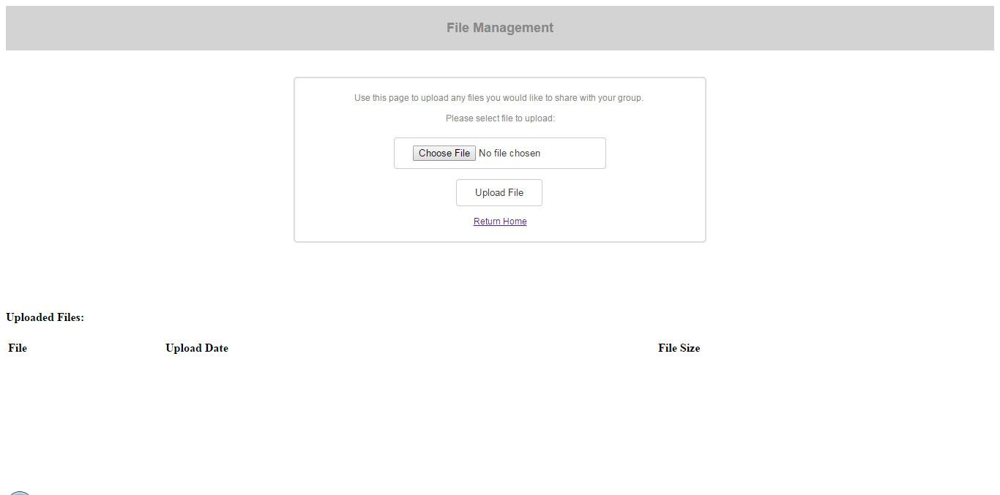 File Management
Use this page to upload any files you would like to share with your group.
Please select file to upload:
Choose File No file chosen
Upload File
Return Home
Uploaded Files:
File Upload Date File Size